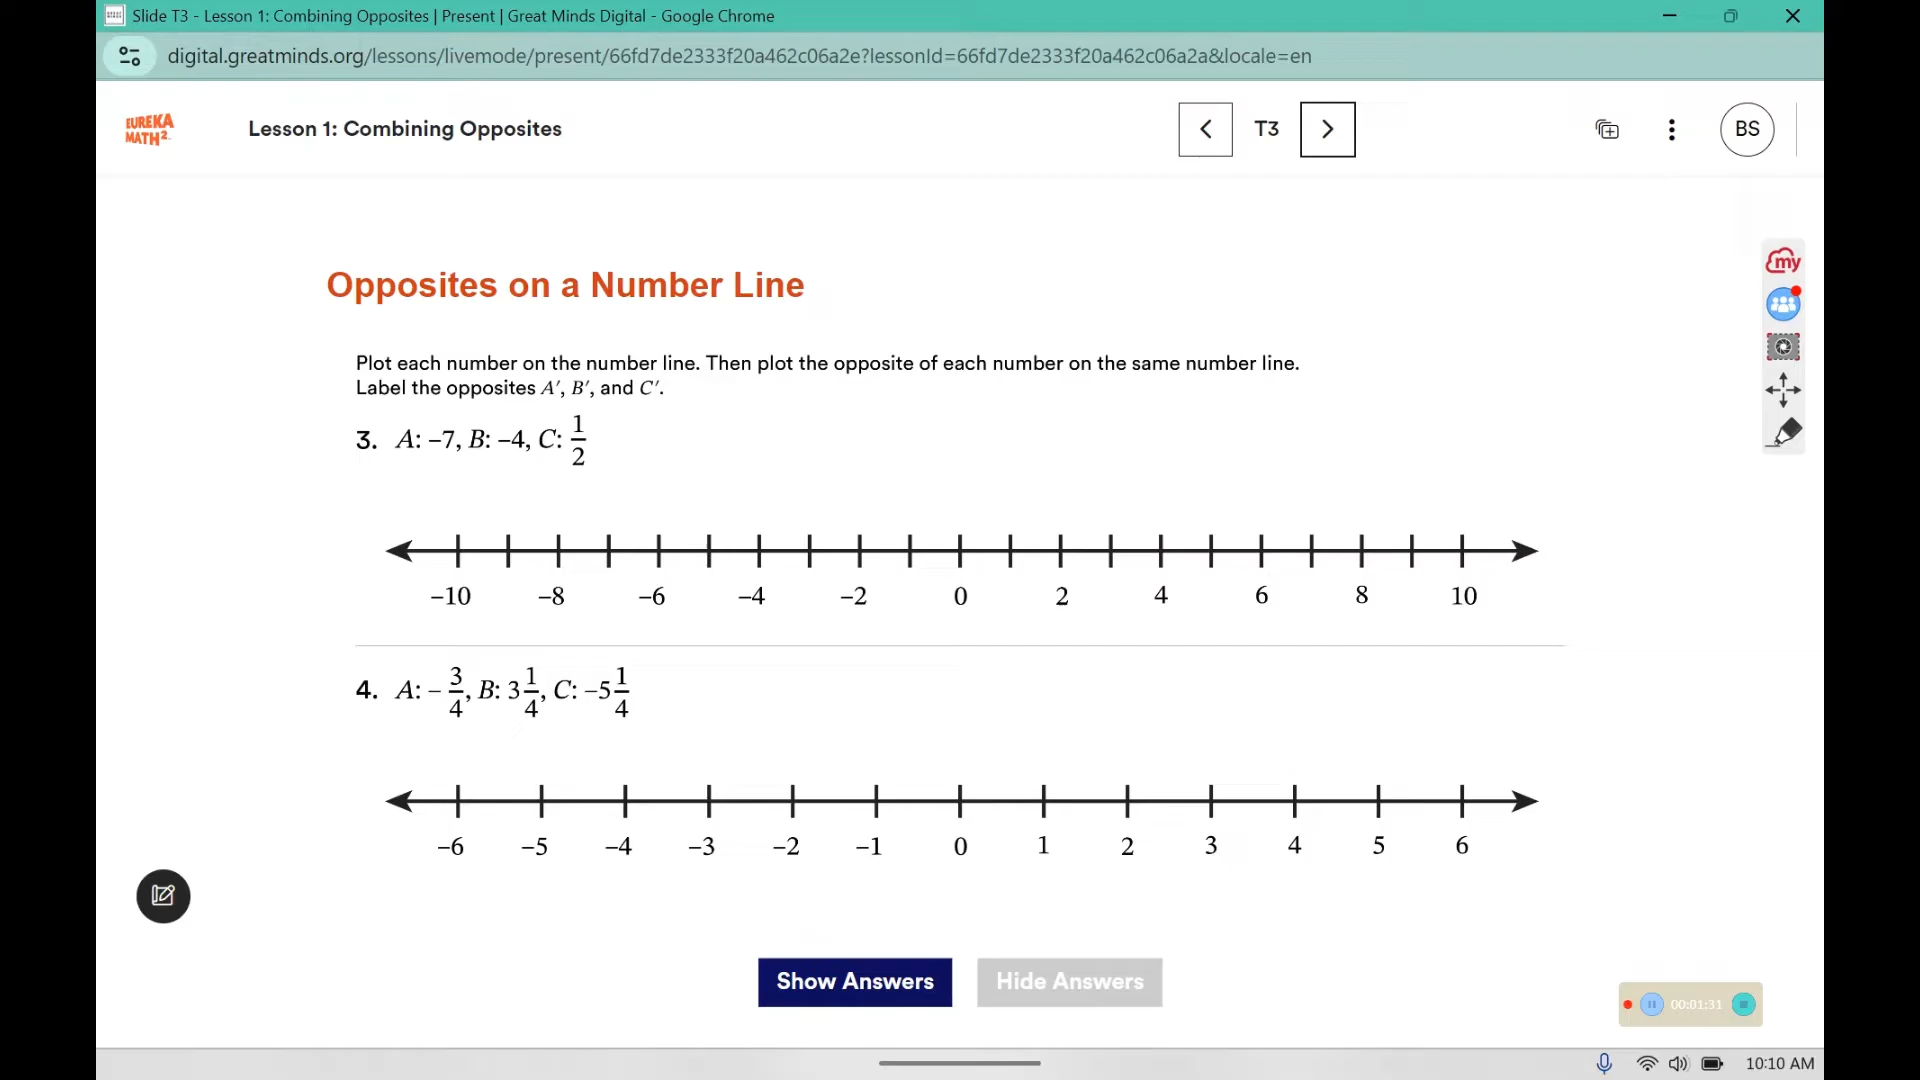 Slide T3 - Lesson 1: Combining Opposites | Present | Great Minds Digital - Google Chrome
digital.greatminds.org/lessons/livemode/present/66fd7de2333f20a462c06a2e?lessonId=66fd7de2333f20a462c06a2a&locale=en
EUREKA
MATH²
Lesson 1: Combining Opposites
T3
BS
my
Opposites on a Number Line
Plot each number on the number line. Then plot the opposite of each number on the same number line.
Label the opposites A′, B′, and C′.
3. A: −7, B: −4, C: 1/2
−10 −8 −6 −4 −2 0 2 4 6 8 10
4. A: −3/4, B: 3 1/4, C: −5 1/4
−6 −5 −4 −3 −2 −1 0 1 2 3 4 5 6
Show Answers Hide Answers
00:01:31
10:10 AM